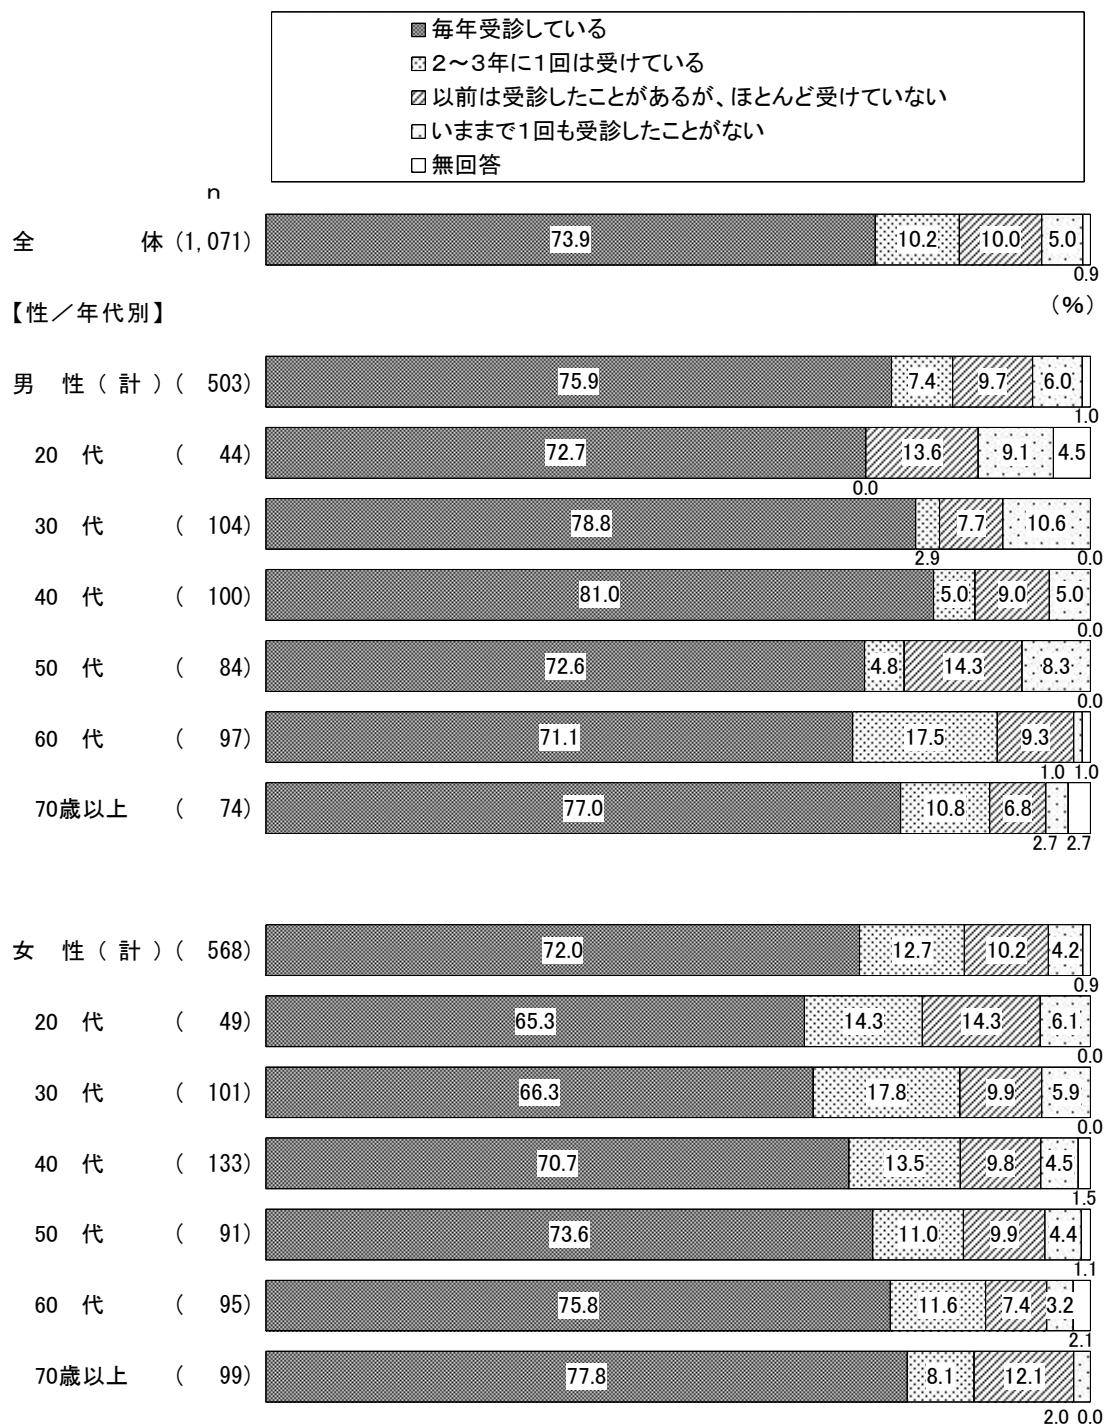 毎年受診している
2～3年に1回は受けている
以前は受診したことがあるが、ほとんど受けていない
いままで1回も受診したことがない
無回答
n
全 体 (1,071) 73.9 10.2 10.0 5.0
0.9
【性／年代別】 (%)
男 性(計)( 503) 75.9 7.4 9.7 6.0
1.0
20 代 ( 44) 72.7 13.6 9.1 4.5
0.0
30 代 ( 104) 78.8 7.7 10.6
2.9 0.0
40 代 ( 100) 81.0 5.0 9.0 5.0
0.0
50 代 ( 84) 72.6 4.8 14.3 8.3
0.0
60 代 ( 97) 71.1 17.5 9.3
1.0 1.0
70歳以上 ( 74) 77.0 10.8 6.8
2.7 2.7
女 性(計)( 568) 72.0 12.7 10.2 4.2
0.9
20 代 ( 49) 65.3 14.3 14.3 6.1
0.0
30 代 ( 101) 66.3 17.8 9.9 5.9
0.0
40 代 ( 133) 70.7 13.5 9.8 4.5
1.5
50 代 ( 91) 73.6 11.0 9.9 4.4
1.1
60 代 ( 95) 75.8 11.6 7.4 3.2
2.1
70歳以上 ( 99) 77.8 8.1 12.1
2.0 0.0